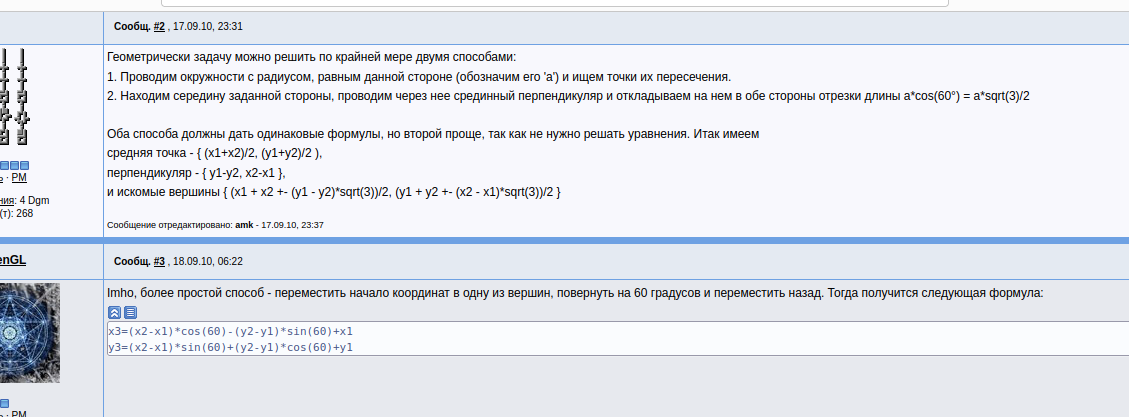 Сообщ. #2 , 17.09.10, 23:31
Геометрически задачу можно решить по крайней мере двумя способами:
1. Проводим окружности с радиусом, равным данной стороне (обозначим его 'a') и ищем точки их пересечения.
2. Находим середину заданной стороны, проводим через нее срединный перпендикуляр и откладываем на нем в обе стороны отрезки длины a*cos(60°) = a*sqrt(3)/2
Оба способа должны дать одинаковые формулы, но второй проще, так как не нужно решать уравнения. Итак имеем
средняя точка - { (x1+x2)/2, (y1+y2)/2 ),
перпендикуляр - { y1-y2, x2-x1 },
и искомые вершины { (x1 + x2 +- (y1 - y2)*sqrt(3))/2, (y1 + y2 +- (x2 - x1)*sqrt(3))/2 }
· PM
ния: 4 Dgm
(т): 268
Сообщение отредактировано: amk - 17.09.10, 23:37
enGL
Сообщ. #3 , 18.09.10, 06:22
Imho, более простой способ - переместить начало координат в одну из вершин, повернуть на 60 градусов и переместить назад. Тогда получится следующая формула:
x3=(x2-x1)*cos(60)-(y2-y1)*sin(60)+x1
y3=(x2-x1)*sin(60)+(y2-y1)*cos(60)+y1
· PM